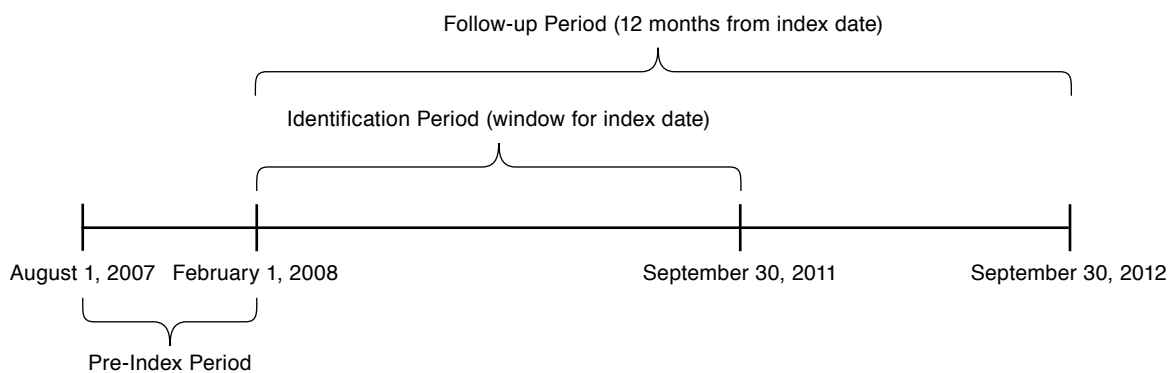 Follow-up Period (12 months from index date)
Identification Period (window for index date)
August 1, 2007 February 1, 2008 September 30, 2011 September 30, 2012
Pre-Index Period